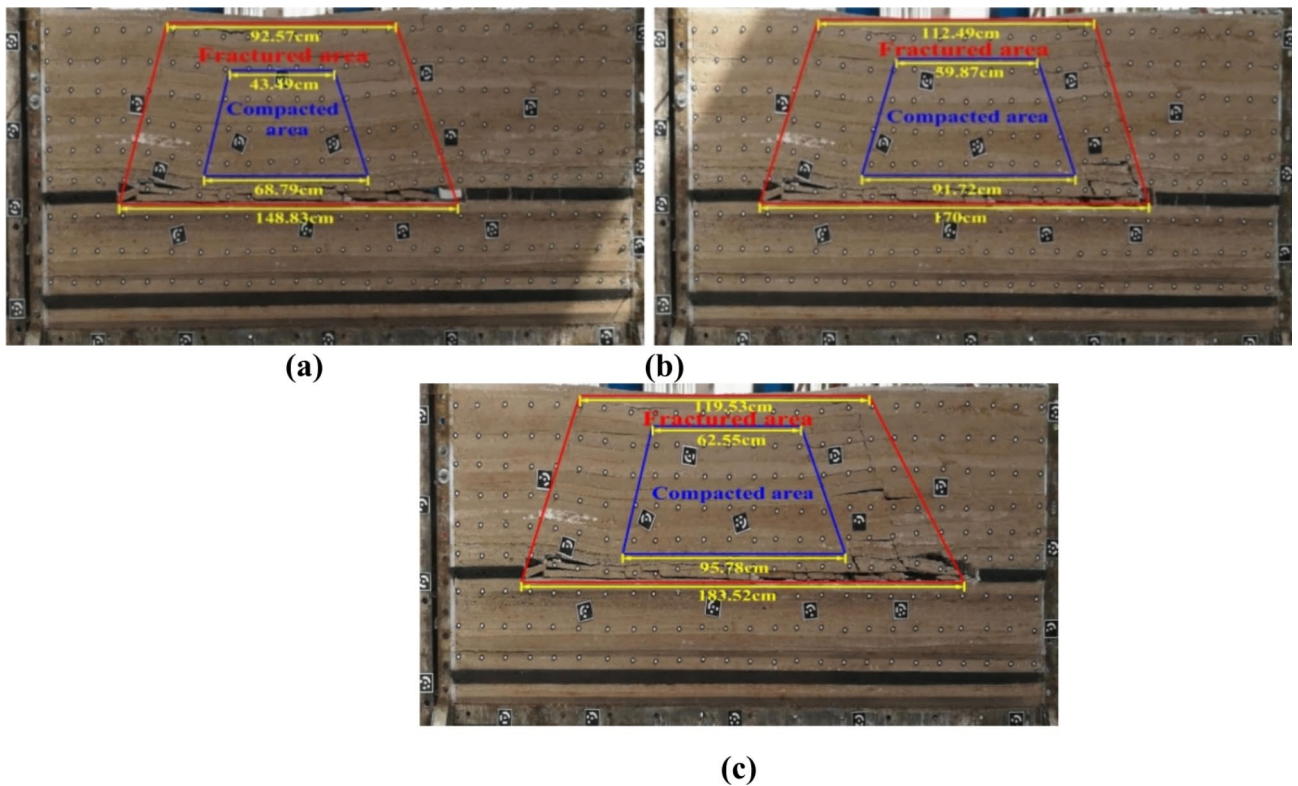 92.57cm
Fractured area
43.49cm
Compacted
area
68.79cm
148.83cm
112.49cm
Fractured area
59.87cm
Compacted area
91.72cm
170cm
(a)
(b)
119.53cm
Fractured area
62.55cm
Compacted area
95.78cm
183.52cm
(c)